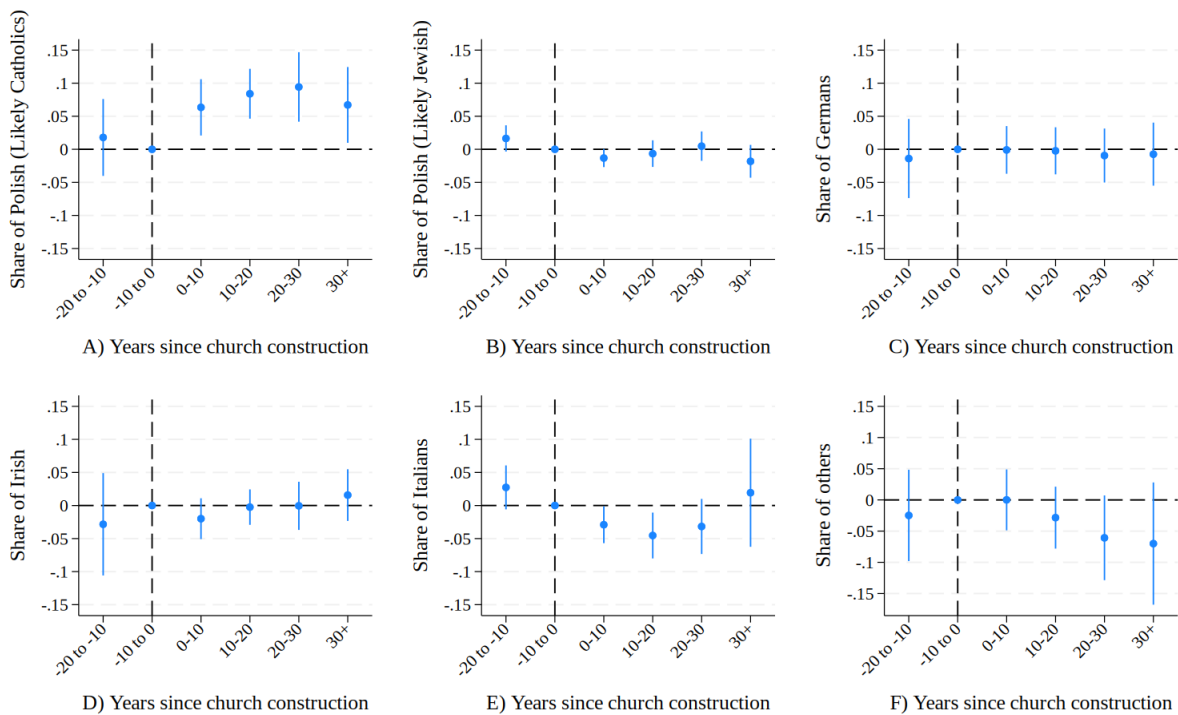 Share of Polish (Likely Catholics)
.15
.1
.05
0
-.05
-.1
-.15
-20 to -10
-10 to 0
0-10
10-20
20-30
30+
A) Years since church construction
Share of Polish (Likely Jewish)
.15
.1
.05
0
-.05
-.1
-.15
-20 to -10
-10 to 0
0-10
10-20
20-30
30+
B) Years since church construction
Share of Germans
.15
.1
.05
0
-.05
-.1
-.15
-20 to -10
-10 to 0
0-10
10-20
20-30
30+
C) Years since church construction
Share of Irish
.15
.1
.05
0
-.05
-.1
-.15
-20 to -10
-10 to 0
0-10
10-20
20-30
30+
D) Years since church construction
Share of Italians
.15
.1
.05
0
-.05
-.1
-.15
-20 to -10
-10 to 0
0-10
10-20
20-30
30+
E) Years since church construction
Share of others
.15
.1
.05
0
-.05
-.1
-.15
-20 to -10
-10 to 0
0-10
10-20
20-30
30+
F) Years since church construction